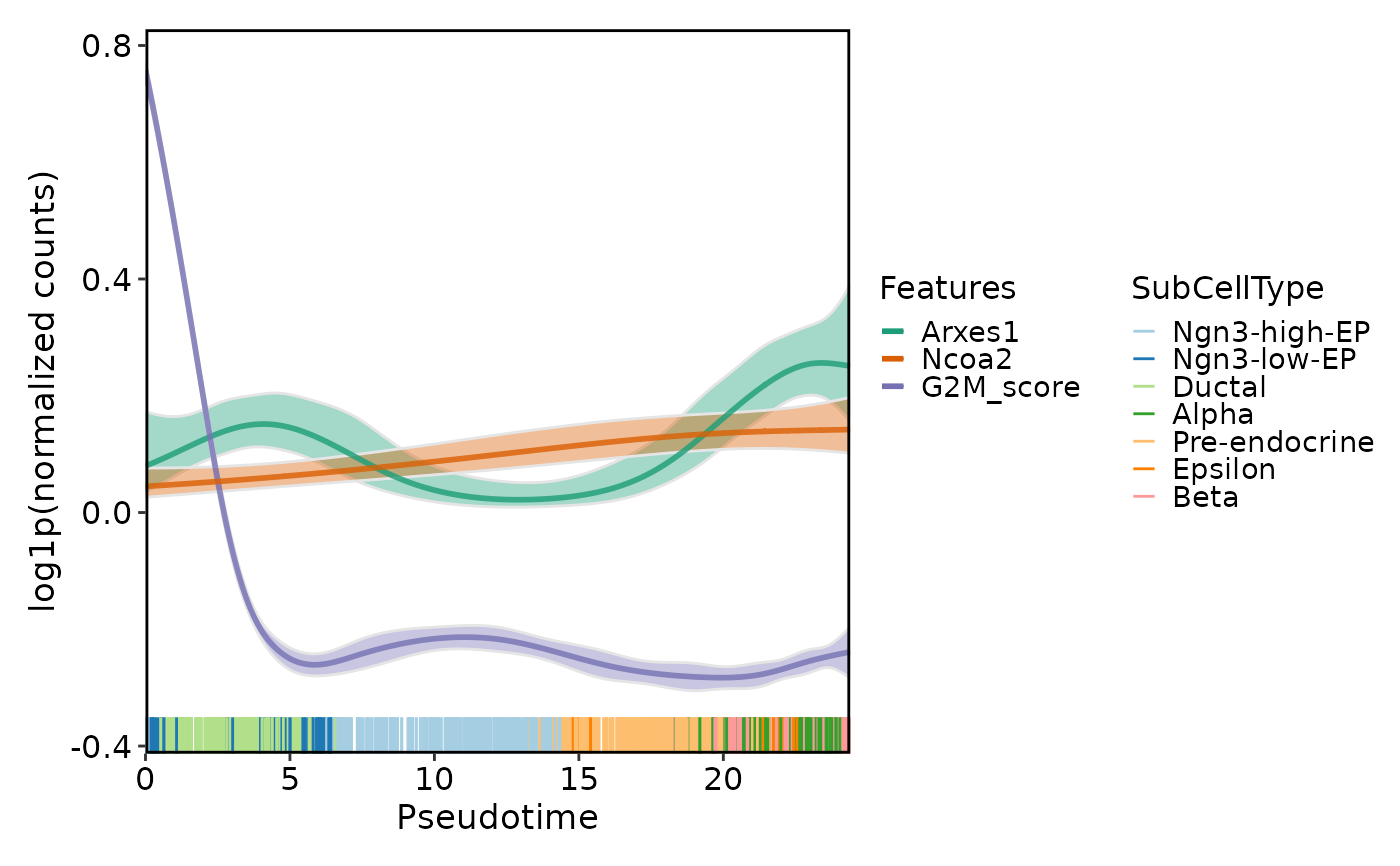 log1p(normalized counts)
0.8
0.4
0.0
-0.4
0
5
10
15
20
Pseudotime
Features
Arxes1
Ncoa2
G2M_score
SubCellType
Ngn3-high-EP
Ngn3-low-EP
Ductal
Alpha
Pre-endocrine
Epsilon
Beta